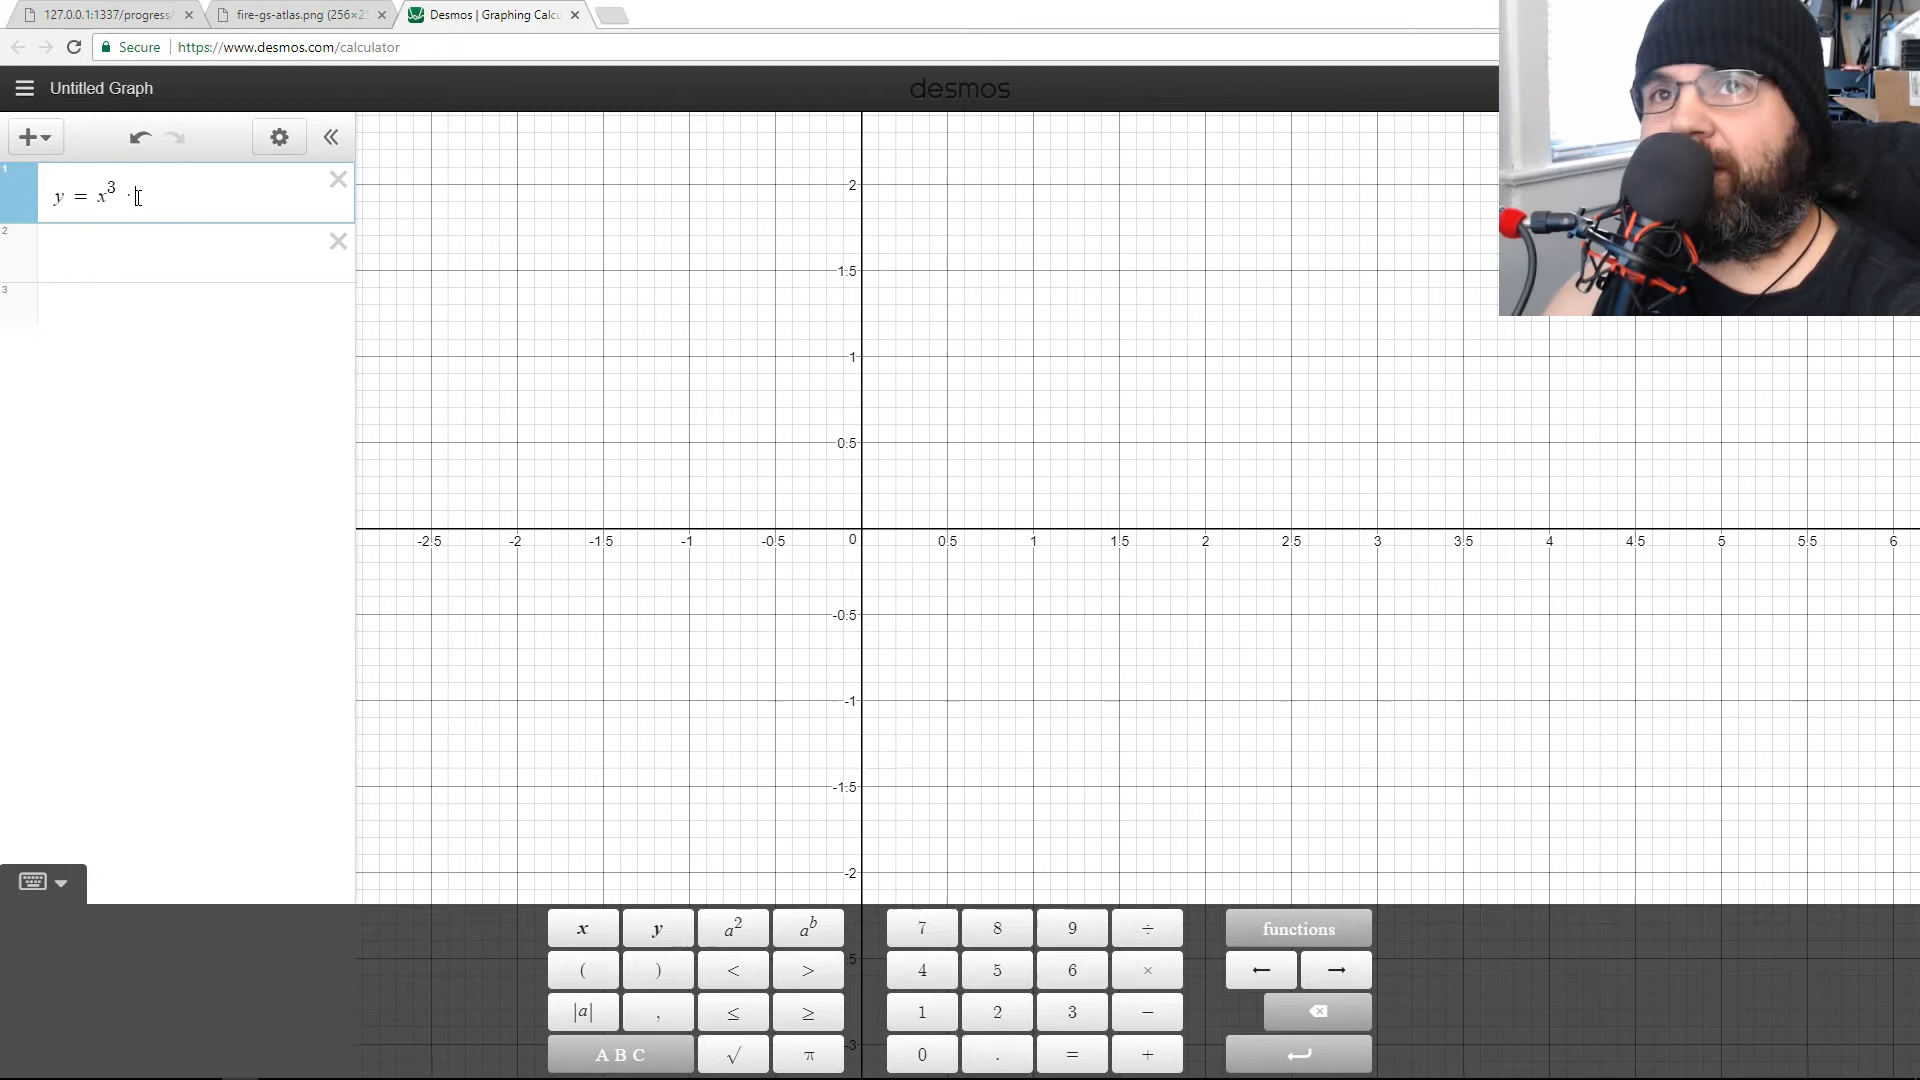 127.0.0.1:1337/progress/
fire-gs-atlas.png (256×25
Desmos | Graphing Calcu
Secure https://www.desmos.com/calculator
Untitled Graph
desmos
1
y = x³ ·
2
3
2
1.5
1
0.5
-2.5 -2 -1.5 -1 -0.5 0 0.5 1 1.5 2 2.5 3 3.5 4 4.5 5 5.5 6
-0.5
-1
-1.5
-2
x y a² aᵇ 7 8 9 ÷ functions
( ) < > 4 5 6 × ← →
|a| , ≤ ≥ 1 2 3 −
A B C √ π 0 . = +
-3